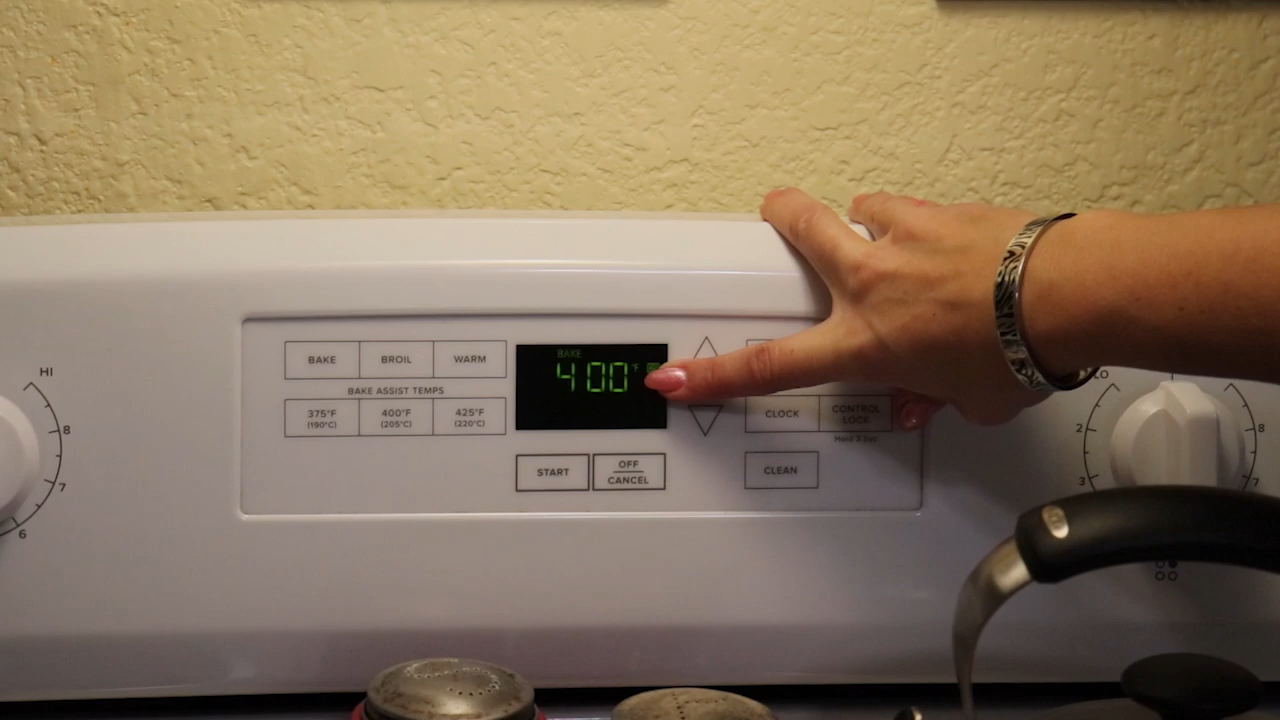 BAKE BROIL WARM
BAKE ASSIST TEMPS
375°F 400°F 425°F
(190°C) (205°C) (220°C)
BAKE
400°F
START
OFF
CANCEL
CLOCK
CONTROL
LOCK
Hold 3 Sec
CLEAN
HI
8
7
6
LO
2
3
8
7